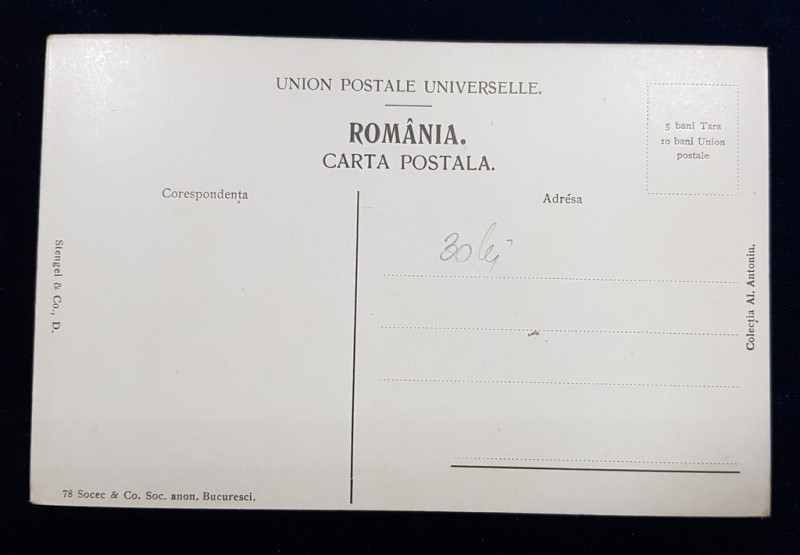 UNION POSTALE UNIVERSELLE.
ROMÂNIA.
CARTA POSTALA.
5 bani Tara
10 bani Union
postale
Corespondența
Adrésa
30 lei
Stengel & Co., D.
Colecția Al. Antoniu.
78 Socec & Co. Soc. anon. Bucuresci.